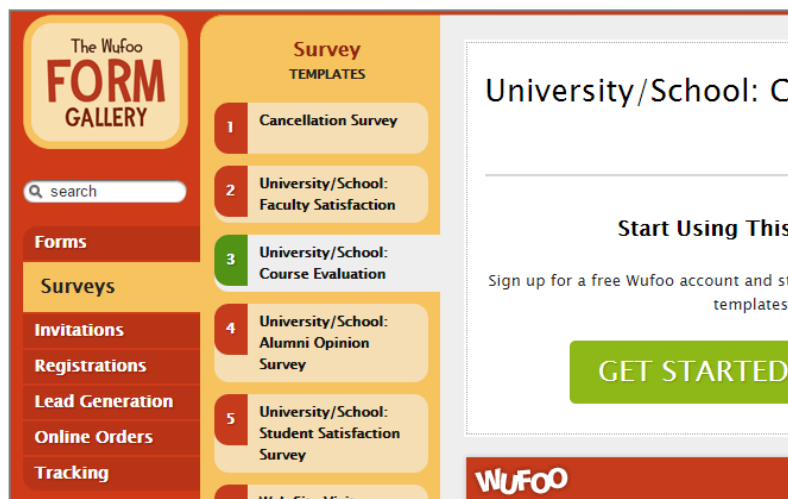 The Wufoo
FORM
GALLERY
search
Forms
Surveys
Invitations
Registrations
Lead Generation
Online Orders
Tracking
Survey
TEMPLATES
1
Cancellation Survey
2
University/School:
Faculty Satisfaction
3
University/School:
Course Evaluation
4
University/School:
Alumni Opinion
Survey
5
University/School:
Student Satisfaction
Survey
University/School: C
Start Using This
Sign up for a free Wufoo account and st
templates
GET STARTED
WUFOO